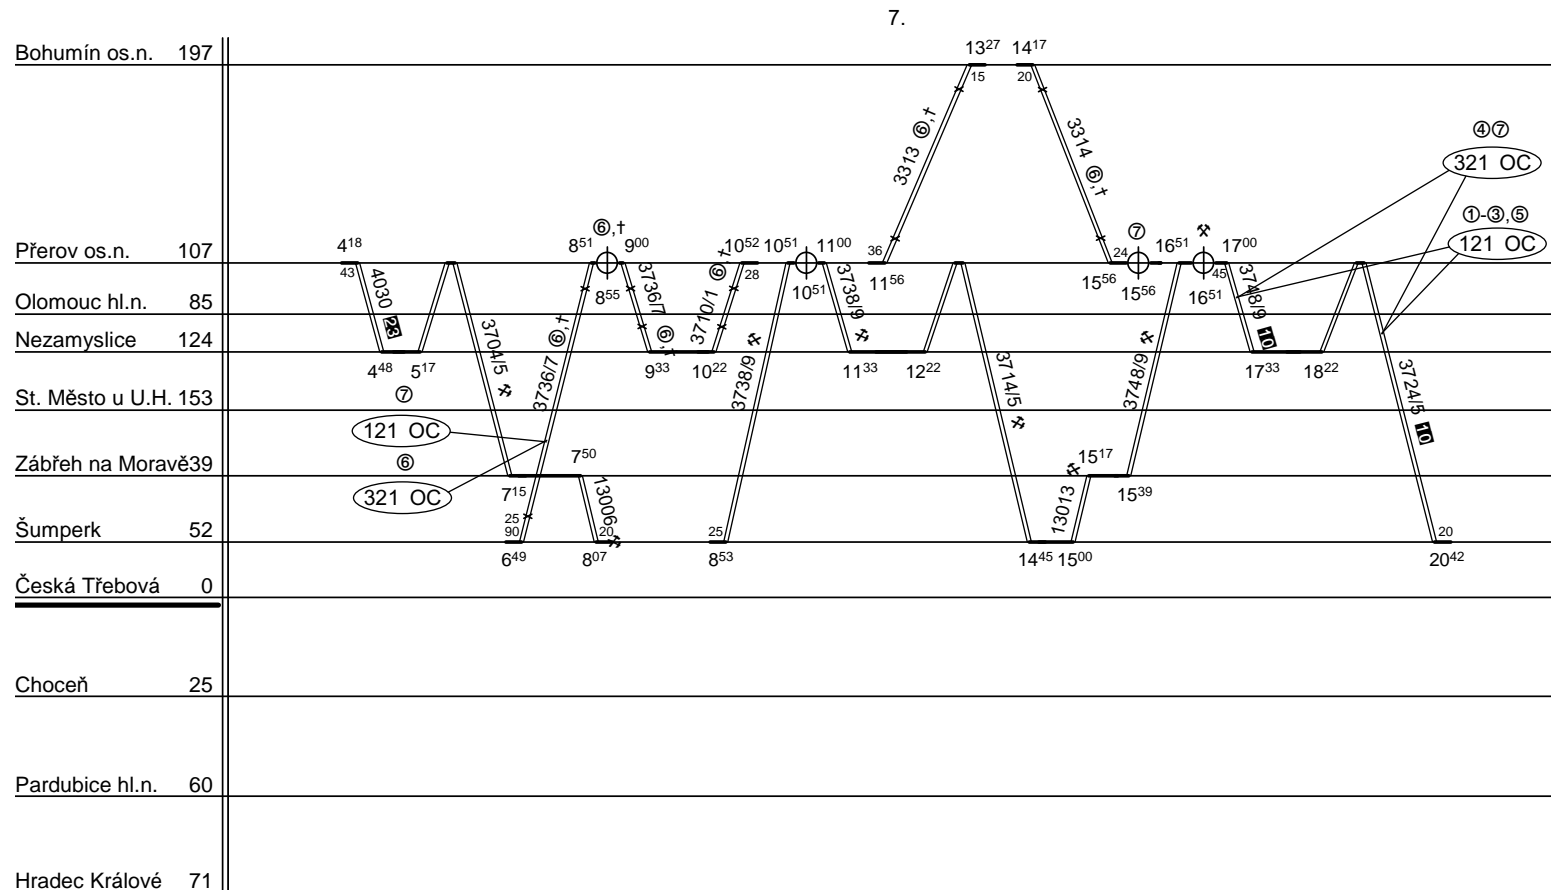 7.
Bohumín os.n. 197
13²⁷ 14¹⁷
15 20
3313 ⑥,†
3314 ⑥,†
④⑦
321 OC
①-③,⑤
121 OC
Přerov os.n. 107
4¹⁸ 8⁵¹ ⑥,† 9⁰⁰ 10⁵² 10⁵¹ 11⁰⁰ 36 24 ⑦ 16⁵¹ ⚒ 17⁰⁰
43 8⁵⁵ 28 10⁵¹ 11⁵⁶ 15⁵⁶ 15⁵⁶ 16⁵¹ 45
4030 23
3736/7 ⑥,†
3710/1 ⑥,†
3738/9 ⚒
3748/9 10
Olomouc hl.n. 85
Nezamyslice 124
4⁴⁸ 5¹⁷ 9³³ 10²² 11³³ 12²² 17³³ 18²²
3704/5 ⚒
3736/7 ⑥,†
3738/9 ⚒
3714/5 ⚒
3748/9 ⚒
3724/5 10
St. Město u U.H. 153
⑦
121 OC
⑥
321 OC
Zábřeh na Moravě39
7⁵⁰ 15¹⁷
7¹⁵ 15³⁹
13006 ⚒
13013 ⚒
Šumperk 52
25
90 20 25 20
6⁴⁹ 8⁰⁷ 8⁵³ 14⁴⁵ 15⁰⁰ 20⁴²
Česká Třebová 0
Choceň 25
Pardubice hl.n. 60
Hradec Králové 71